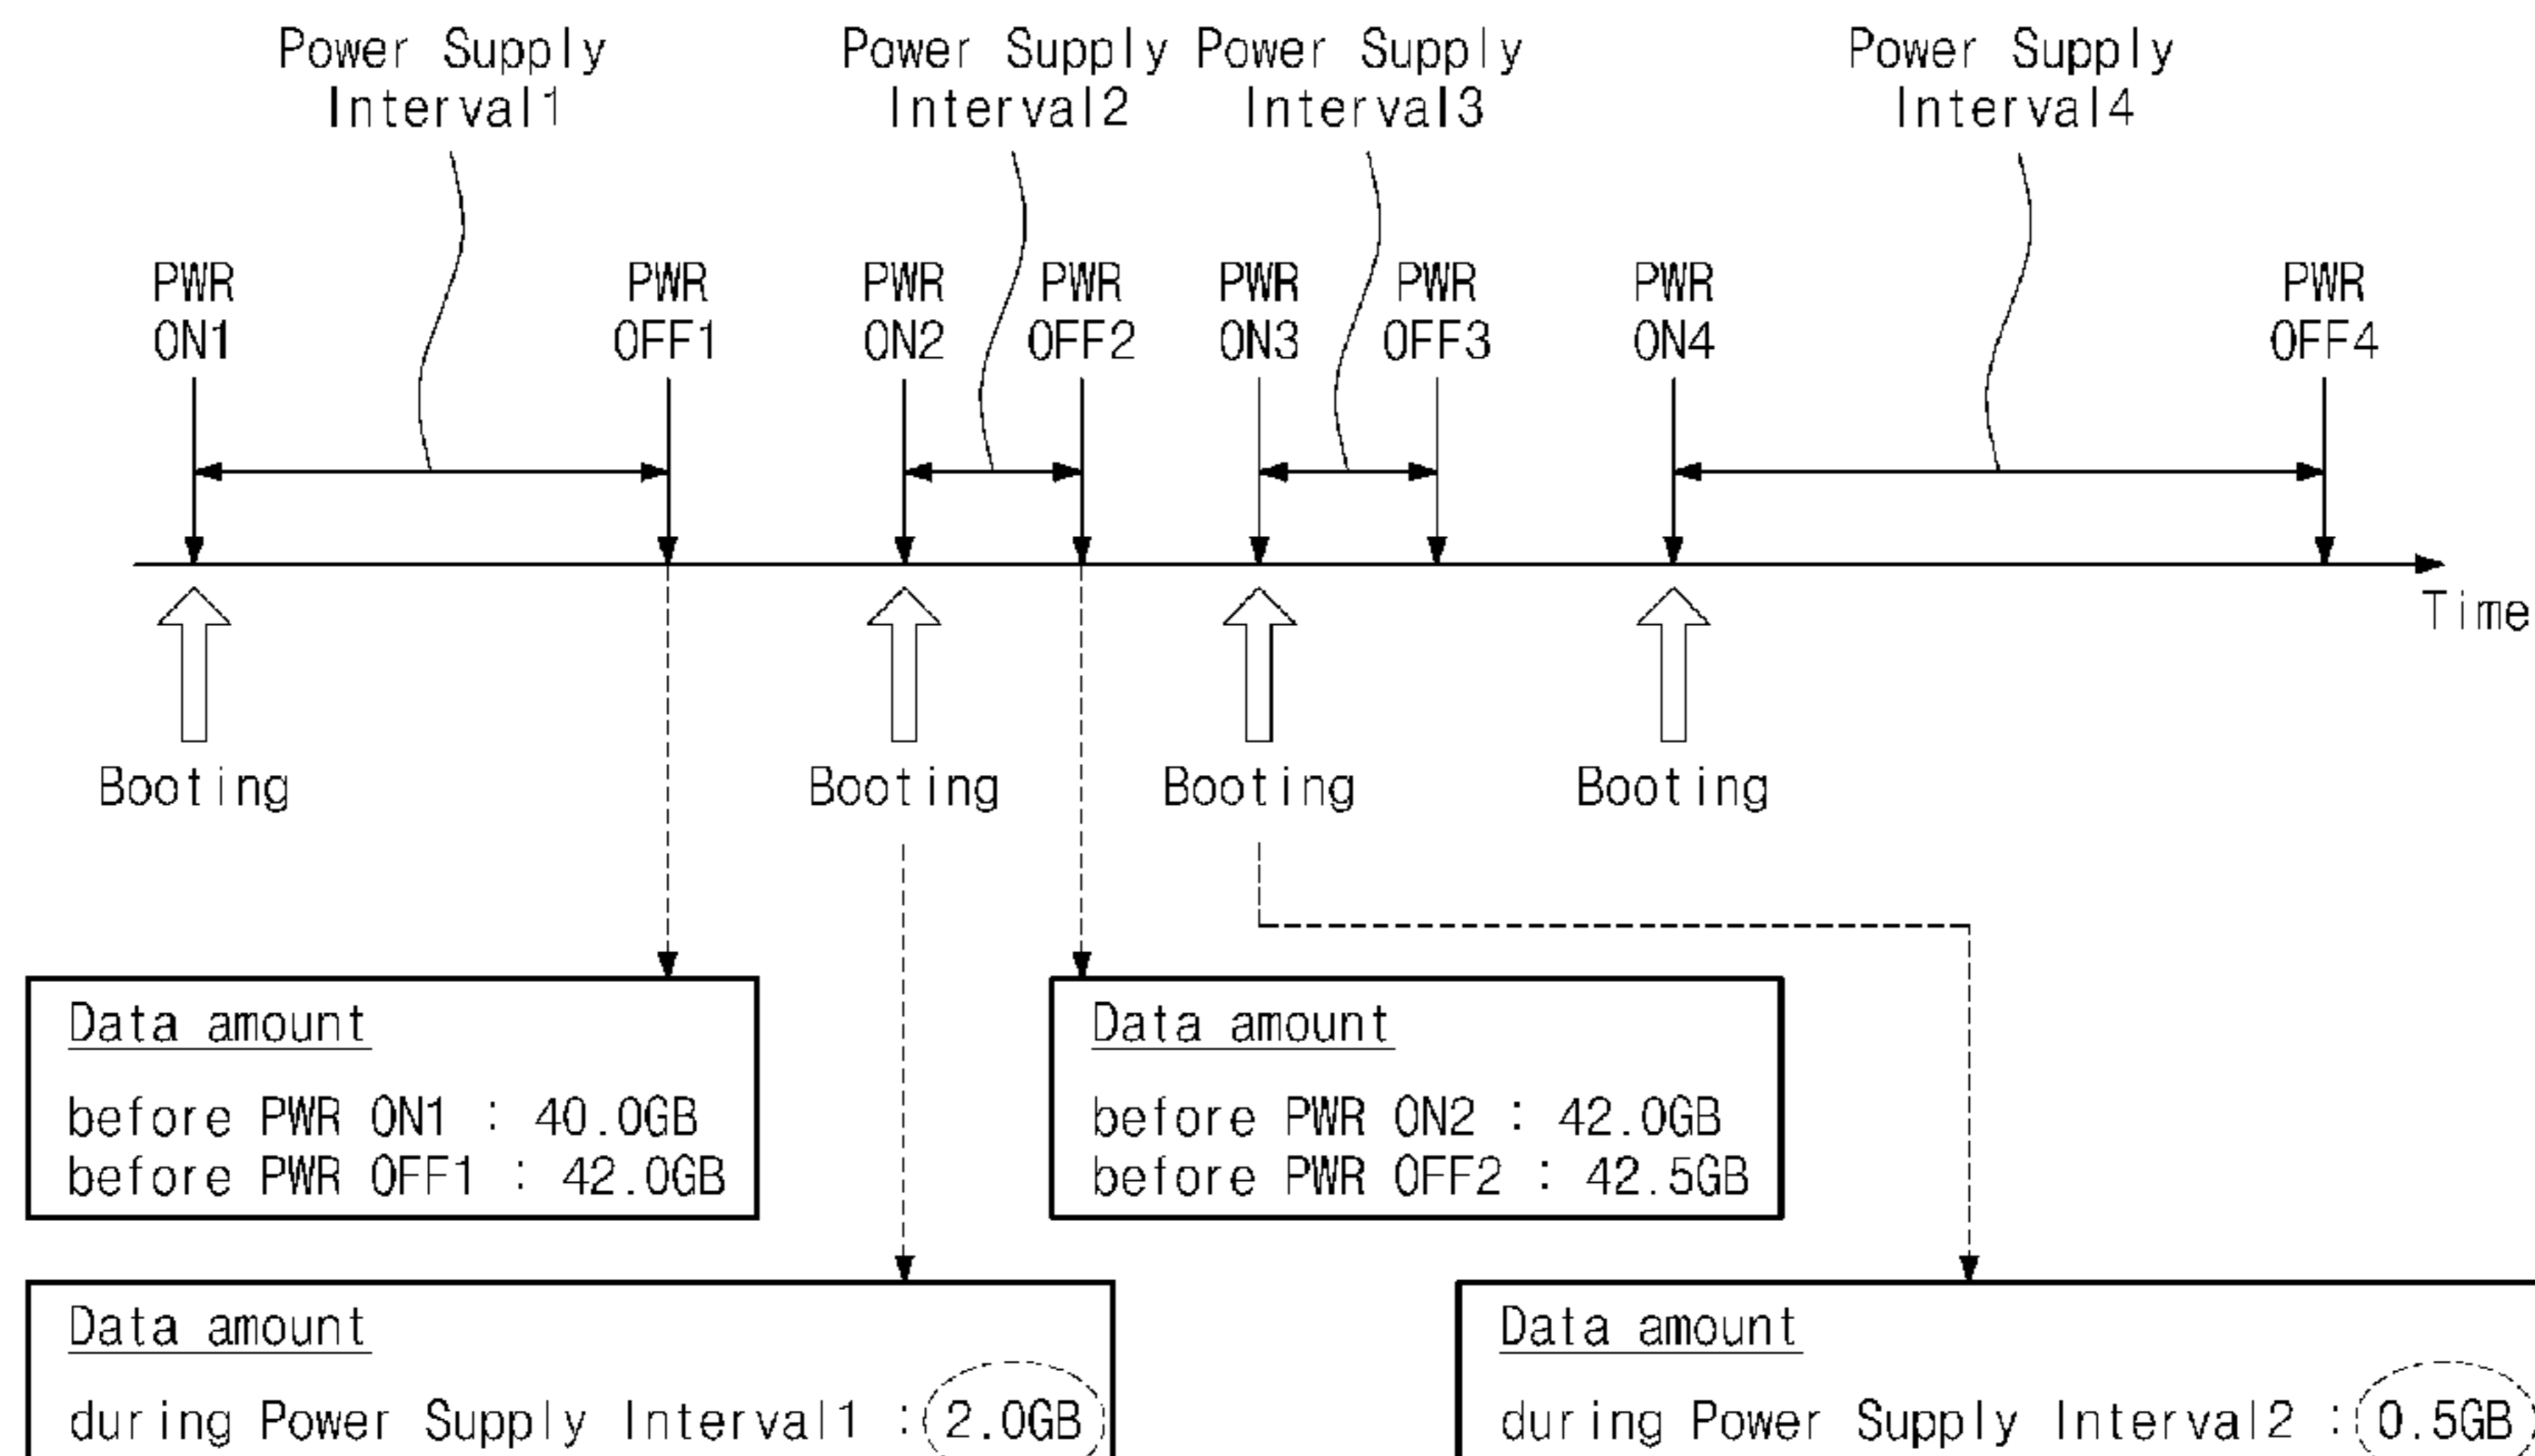 Power Supply
Interval1
Power Supply
Interval2
Power Supply
Interval3
Power Supply
Interval4
PWR
ON1
PWR
OFF1
PWR
ON2
PWR
OFF2
PWR
ON3
PWR
OFF3
PWR
ON4
PWR
OFF4
Time
Booting
Booting
Booting
Booting
Data amount
before PWR ON1 : 40.0GB
before PWR OFF1 : 42.0GB
Data amount
before PWR ON2 : 42.0GB
before PWR OFF2 : 42.5GB
Data amount
during Power Supply Interval1 : 2.0GB
Data amount
during Power Supply Interval2 : 0.5GB